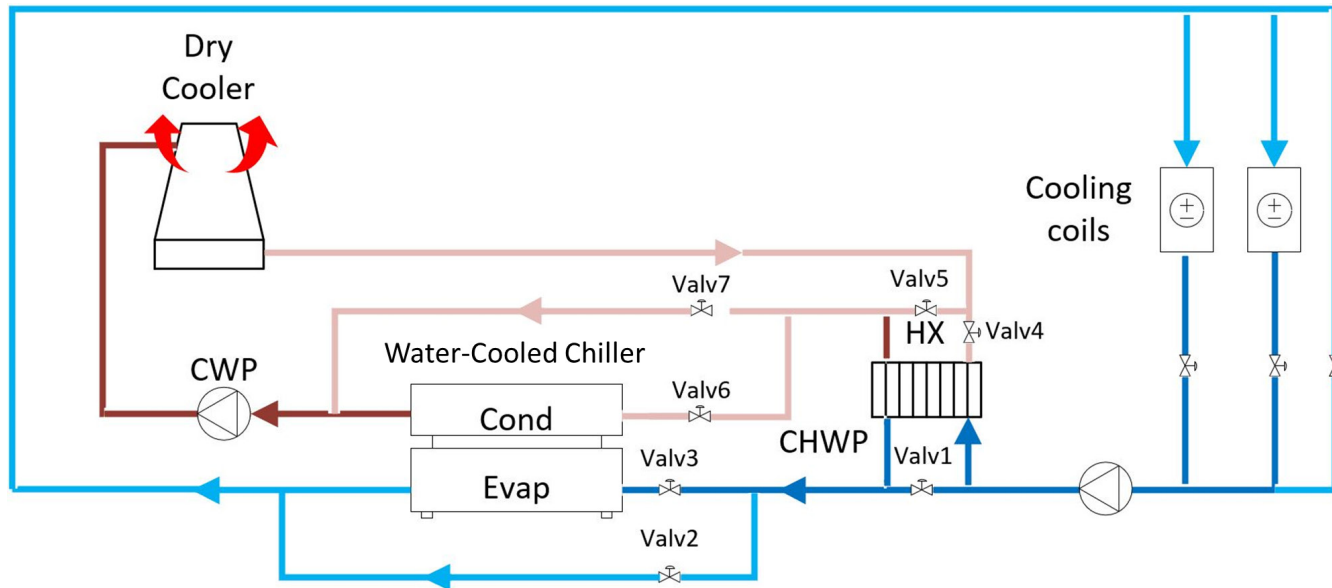 Dry
Cooler
Cooling
coils
Valv7
Valv5
HX
Valv4
Water-Cooled Chiller
CWP
Valv6
Cond
CHWP
Valv3
Valv1
Evap
Valv2